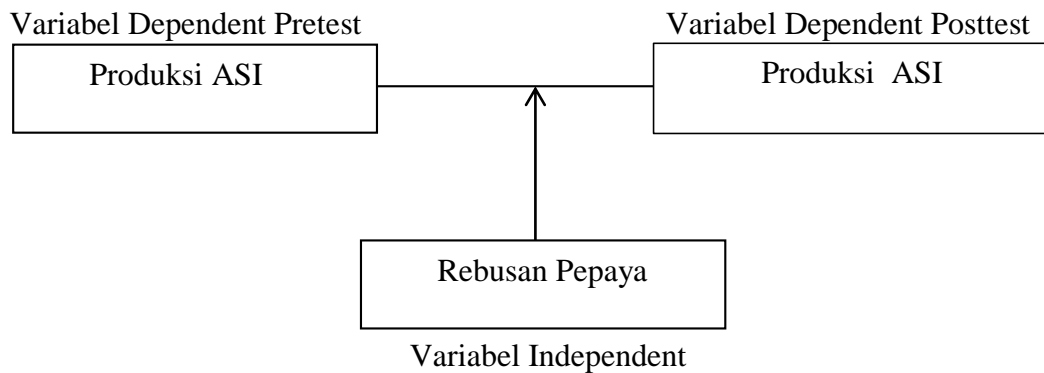 Variabel Dependent Pretest
Variabel Dependent Posttest
Produksi ASI
Produksi ASI
Rebusan Pepaya
Variabel Independent